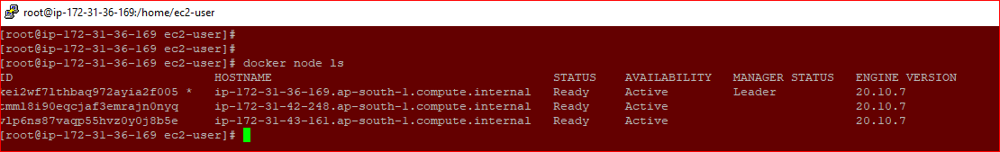 root@ip-172-31-36-169:/home/ec2-user
[root@ip-172-31-36-169 ec2-user]#
[root@ip-172-31-36-169 ec2-user]#
[root@ip-172-31-36-169 ec2-user]# docker node ls
ID HOSTNAME STATUS AVAILABILITY MANAGER STATUS ENGINE VERSION
xei2wf7lthbaq972ayia2f005 * ip-172-31-36-169.ap-south-1.compute.internal Ready Active Leader 20.10.7
tmml8i90eqcjaf3emrajn0nyq ip-172-31-42-248.ap-south-1.compute.internal Ready Active 20.10.7
vlp6ns87vaqp55hvz0y0j8b5e ip-172-31-43-161.ap-south-1.compute.internal Ready Active 20.10.7
[root@ip-172-31-36-169 ec2-user]#